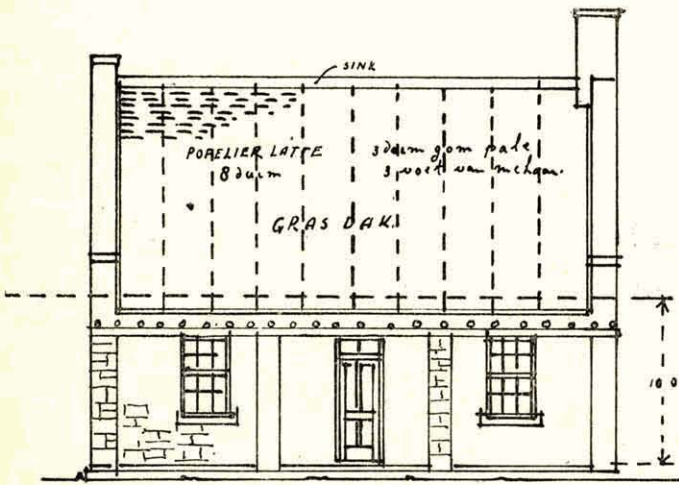 SINK
POPELIER LATTE
8 duim
3 duim gom pale
3 voet van mekaar.
GRAS DAK
10 0